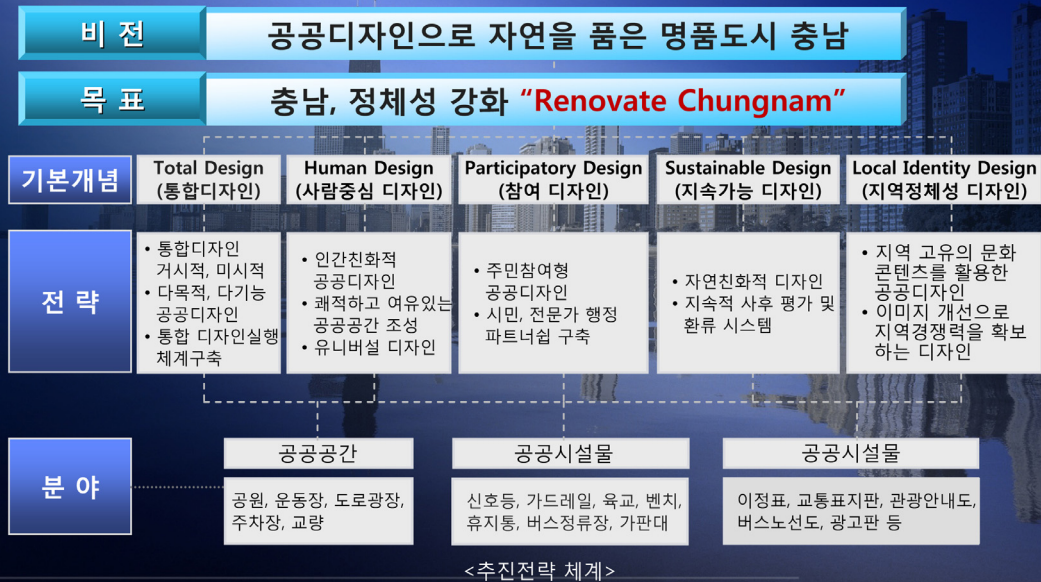 비 전
공공디자인으로 자연을 품은 명품도시 충남
목 표
충남, 정체성 강화 “Renovate Chungnam”
기본개념
Total Design
(통합디자인)
Human Design
(사람중심 디자인)
Participatory Design
(참여 디자인)
Sustainable Design
(지속가능 디자인)
Local Identity Design
(지역정체성 디자인)
전 략
• 통합디자인
거시적, 미시적
• 다목적, 다기능
공공디자인
• 통합 디자인실행
체계구축
• 인간친화적
공공디자인
• 쾌적하고 여유있는
공공공간 조성
• 유니버설 디자인
• 주민참여형
공공디자인
• 시민, 전문가 행정
파트너쉽 구축
• 자연친화적 디자인
• 지속적 사후 평가 및
환류 시스템
• 지역 고유의 문화
콘텐츠를 활용한
공공디자인
• 이미지 개선으로
지역경쟁력을 확보
하는 디자인
분 야
공공공간
공원, 운동장, 도로광장,
주차장, 교량
공공시설물
신호등, 가드레일, 육교, 벤치,
휴지통, 버스정류장, 가판대
공공시설물
이정표, 교통표지판, 관광안내도,
버스노선도, 광고판 등
<추진전략 체계>